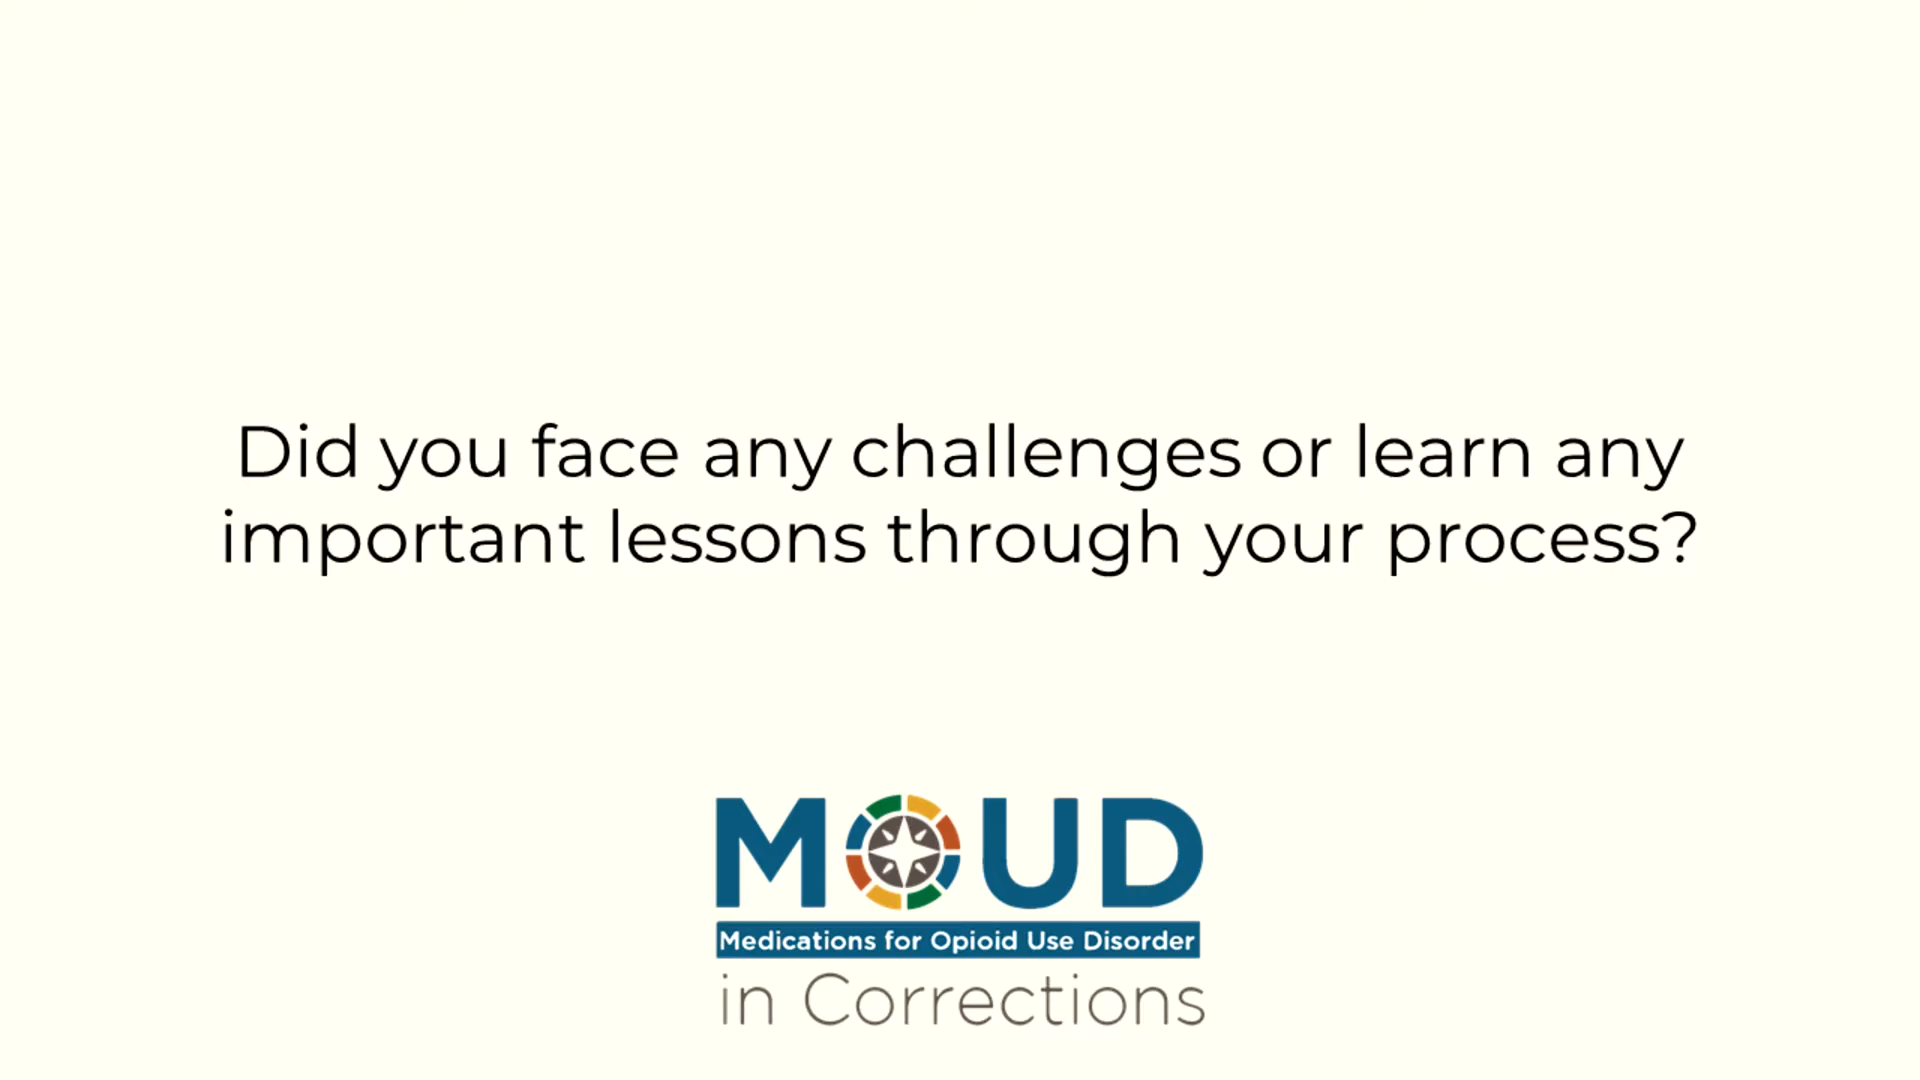 Did you face any challenges or learn any
important lessons through your process?
MOUD
Medications for Opioid Use Disorder
in Corrections